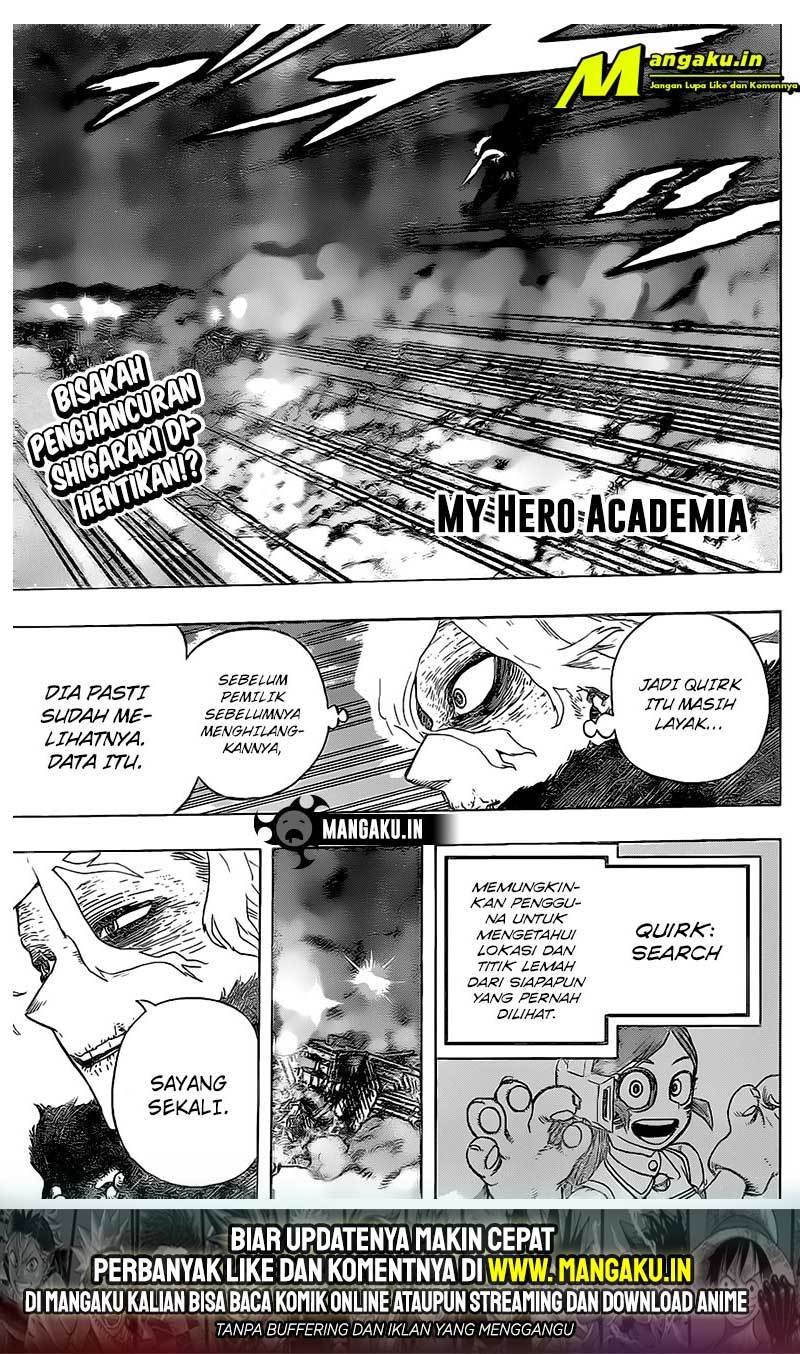 Mangaku.in
Jangan Lupa Like dan Komennya
BISAKAH
PENGHANCURAN
SHIGARAKI DI-
HENTIKAN!?
MY HERO ACADEMIA
JADI QUIRK
ITU MASIH
LAYAK...
SEBELUM
PEMILIK
SEBELUMNYA
MENGHILANG-
KANNYA,
DIA PASTI
SUDAH ME-
LIHATNYA.
DATA ITU.
MANGAKU.IN
QUIRK:
SEARCH
MEMUNGKIN-
KAN PENGGU-
NA UNTUK
MENGETAHUI
LOKASI DAN
TITIK LEMAH
DARI SIAPAPUN
YANG PERNAH
DILIHAT.
SAYANG
SEKALI.
BIAR UPDATENYA MAKIN CEPAT
PERBANYAK LIKE DAN KOMENTNYA DI WWW. MANGAKU.IN
DI MANGAKU KALIAN BISA BACA KOMIK ONLINE ATAUPUN STREAMING DAN DOWNLOAD ANIME
TANPA BUFFERING DAN IKLAN YANG MENGGANGU